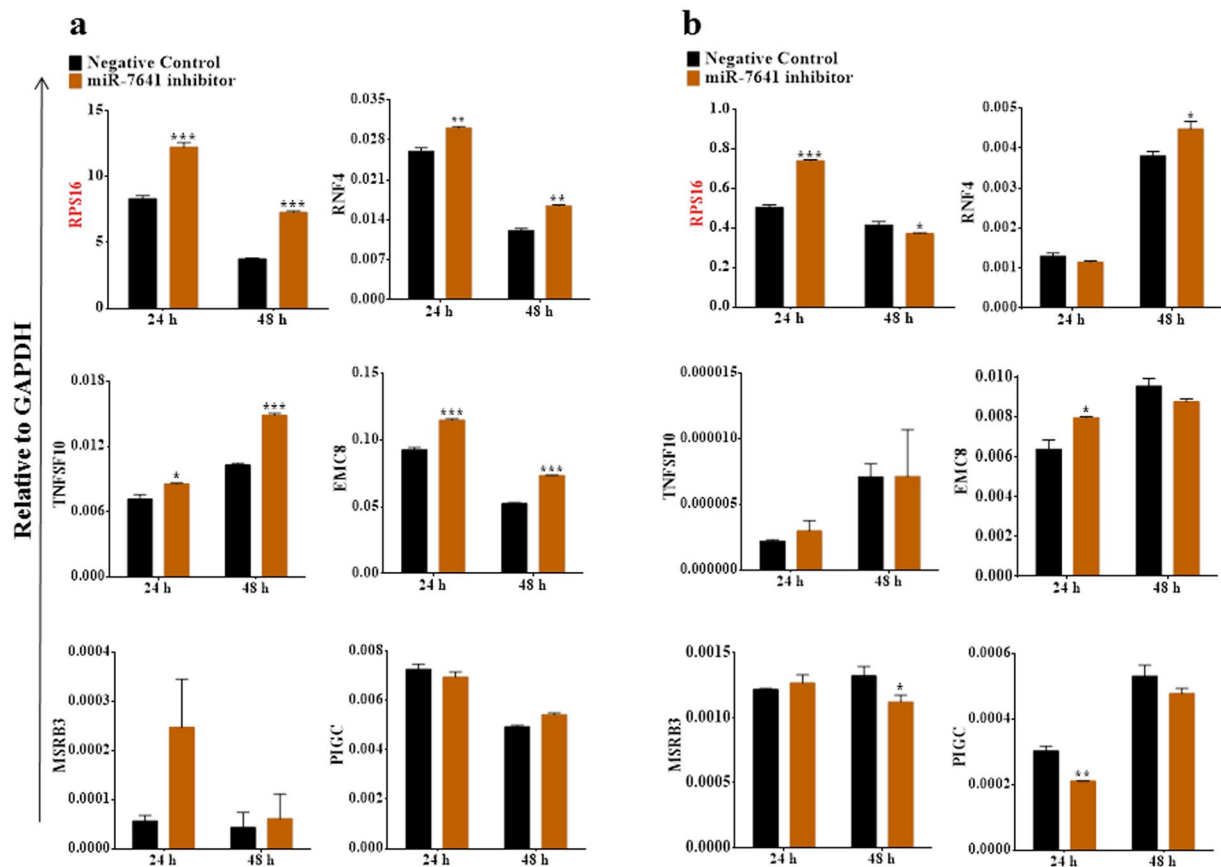 a
Negative Control
miR-7641 inhibitor
Relative to GAPDH
RPS16
15
10
5
0
***
***
24 h
48 h
RNF4
0.035
0.028
0.021
0.014
0.007
0.000
**
**
24 h
48 h
TNFSF10
0.018
0.012
0.006
0.000
*
***
24 h
48 h
EMC8
0.15
0.10
0.05
0.00
***
***
24 h
48 h
MSRB3
0.0004
0.0003
0.0002
0.0001
0.0000
24 h
48 h
PIGC
0.008
0.006
0.004
0.002
0.000
24 h
48 h
b
Negative Control
miR-7641 inhibitor
RPS16
1.0
0.8
0.6
0.4
0.2
0.0
***
*
24 h
48 h
RNF4
0.005
0.004
0.003
0.002
0.001
0.000
*
24 h
48 h
TNFSF10
0.000015
0.000010
0.000005
0.000000
24 h
48 h
EMC8
0.010
0.008
0.006
0.004
0.002
0.000
*
24 h
48 h
MSRB3
0.0015
0.0010
0.0005
0.0000
*
24 h
48 h
PIGC
0.0006
0.0004
0.0002
0.0000
**
24 h
48 h